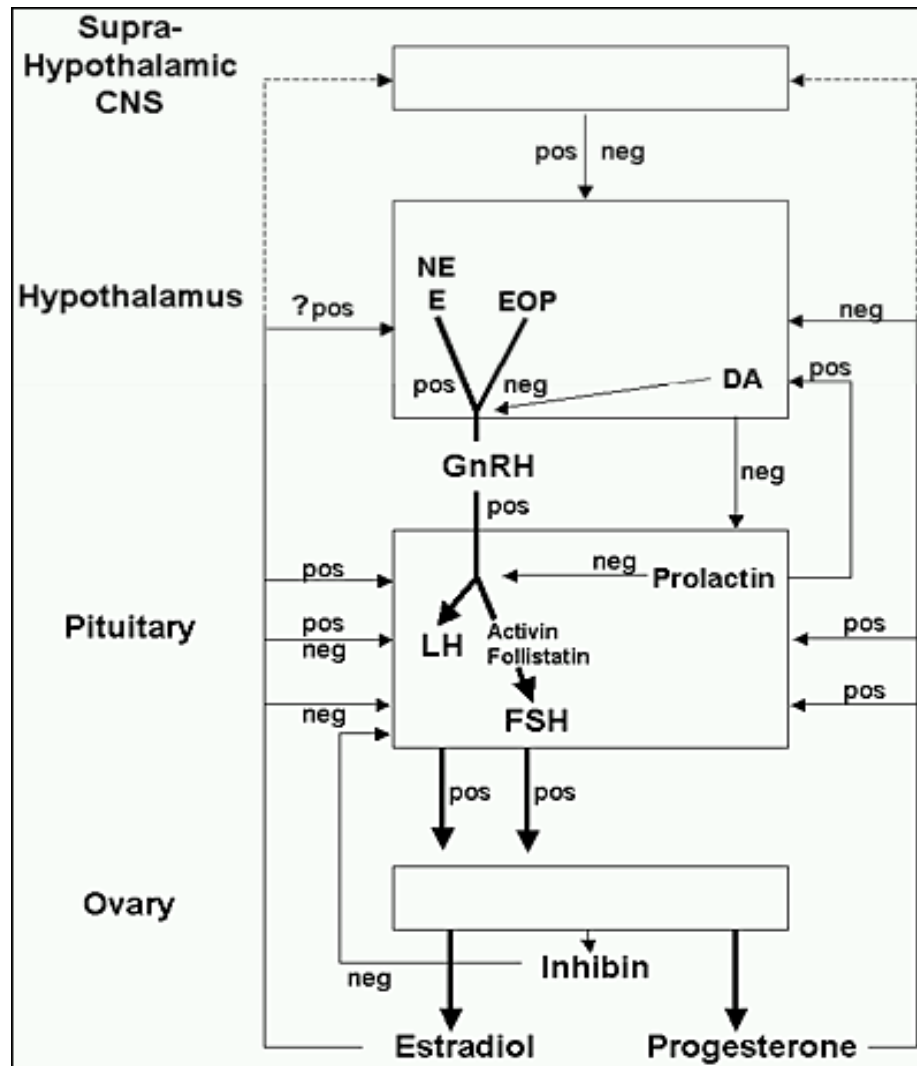 Supra-
Hypothalamic
CNS
pos neg
Hypothalamus
NE
E EOP
?pos
neg
pos neg
DA
pos
GnRH
neg
pos
Pituitary
pos
neg
Prolactin
pos
neg
LH
Activin
Follistatin
pos
neg
FSH
pos
pos pos
Ovary
Inhibin
neg
Estradiol Progesterone